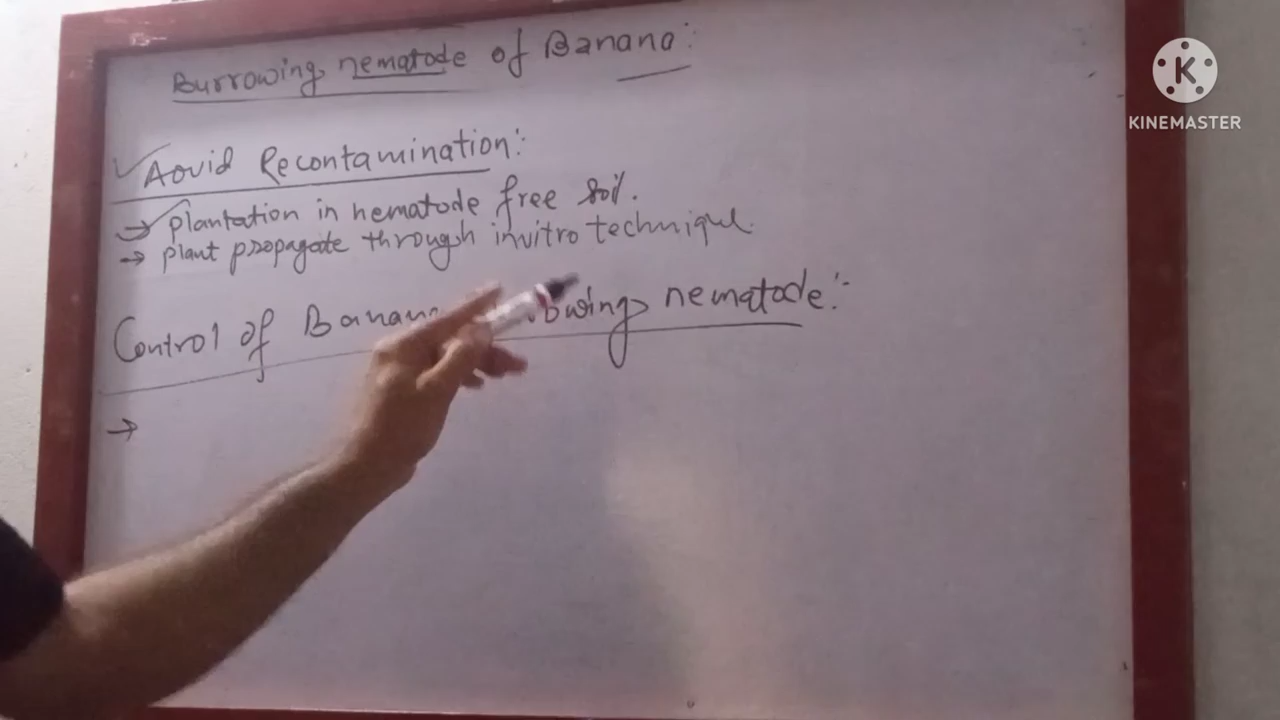 Burrowing nematode of Banana:
Aovid Recontamination:
→ plantation in nematode free soil.
→ plant propagate through invitro technique.
Control of Banana nematode:-
→
K
KINEMASTER